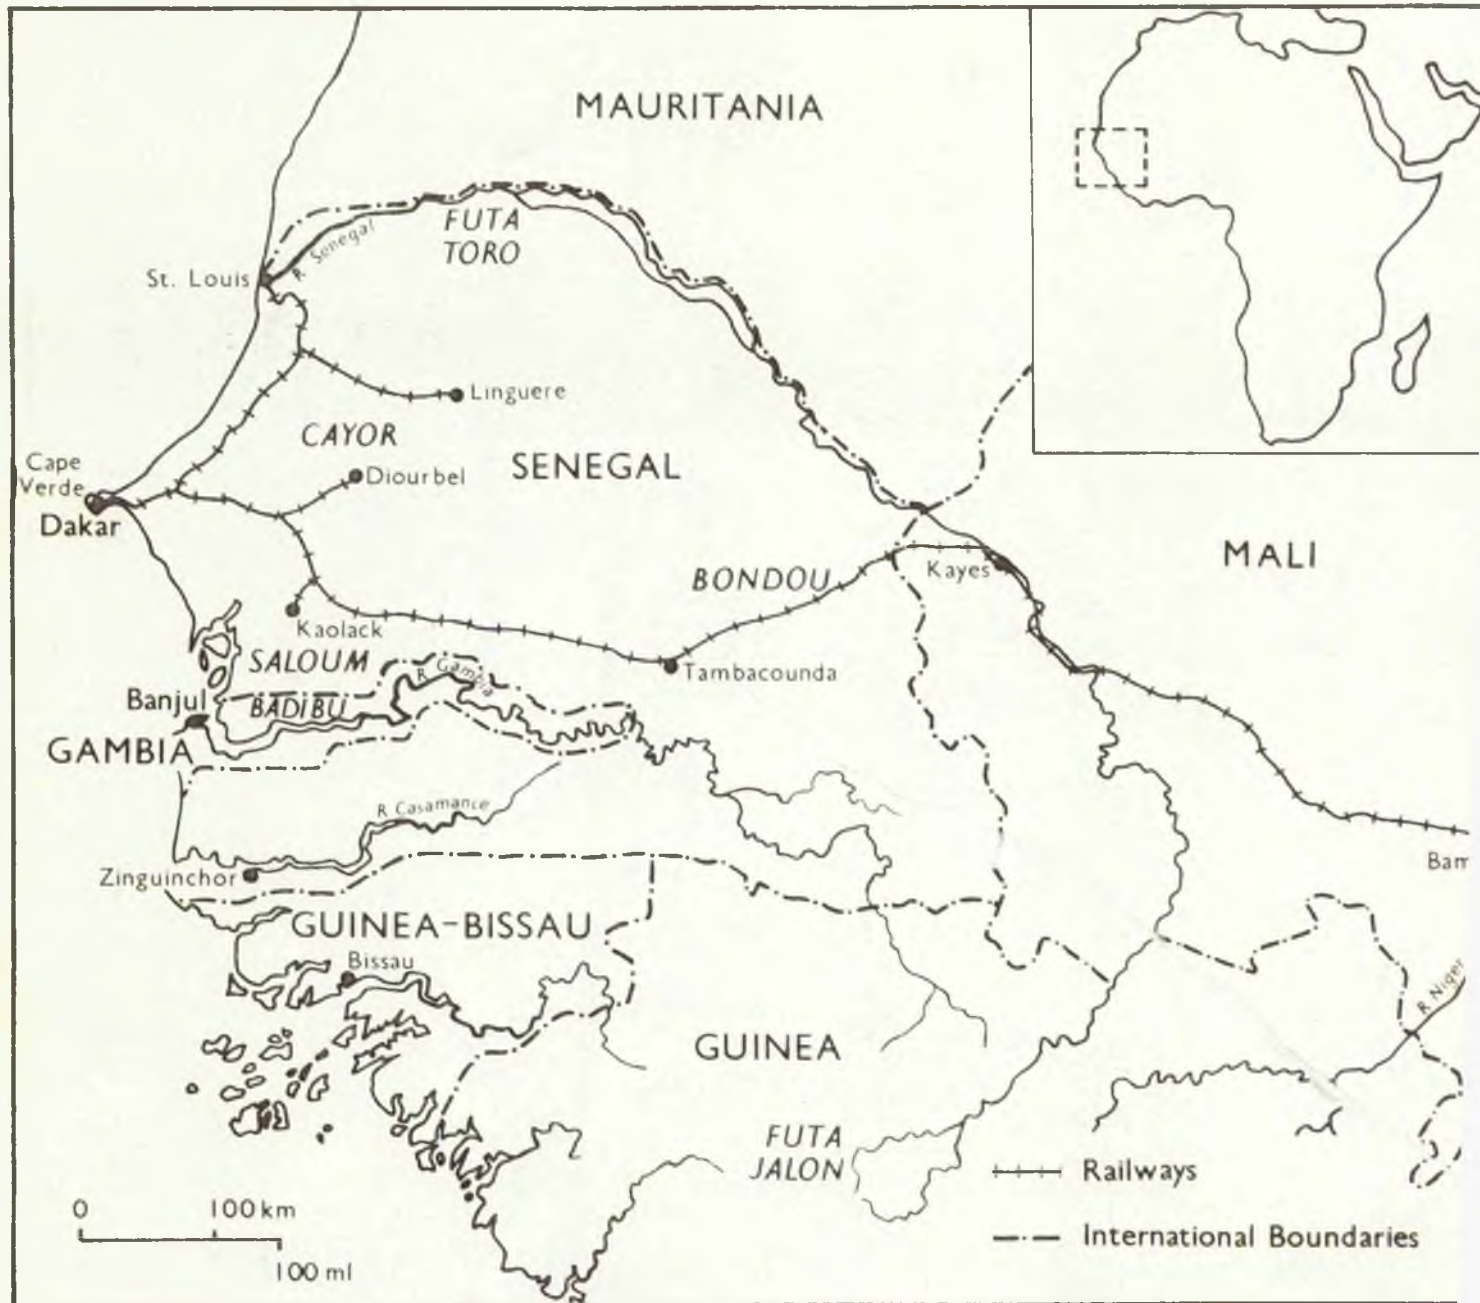 MAURITANIA
FUTA
TORO
R. Senegal
St. Louis
Linguere
CAYOR
SENEGAL
Cape
Verde
Diourbel
Dakar
MALI
BONDOU
Kayes
Kaolack
SALOUM
R. Gambia
Tambacounda
Banjul
BADIBU
GAMBIA
R. Casamance
Bam
Zinguinchor
GUINEA-BISSAU
Bissau
R. Niger
GUINEA
FUTA
JALON
Railways
0 100 km
International Boundaries
100 ml